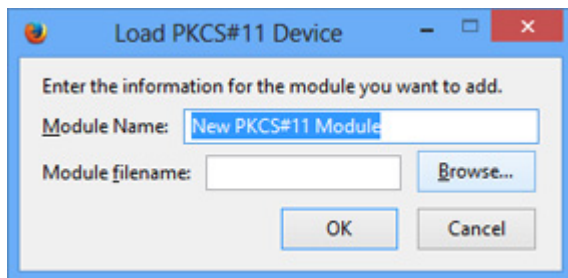 Load PKCS#11 Device
Enter the information for the module you want to add.
Module Name: New PKCS#11 Module
Module filename: Browse...
OK Cancel